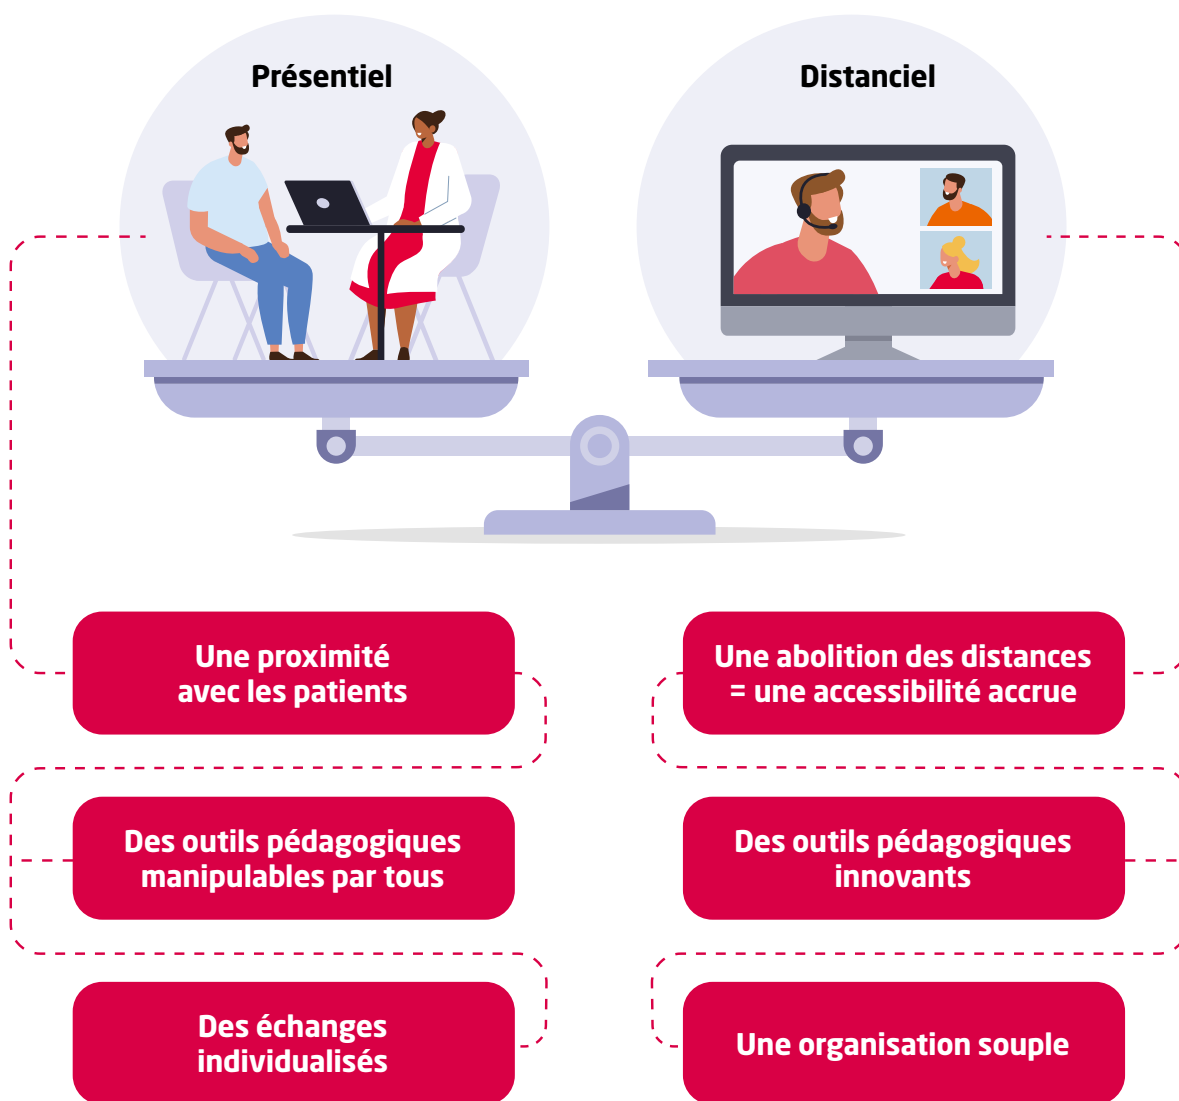 Présentiel
Distanciel
Une proximité
avec les patients
Une abolition des distances
= une accessibilité accrue
Des outils pédagogiques
manipulables par tous
Des outils pédagogiques
innovants
Des échanges
individualisés
Une organisation souple